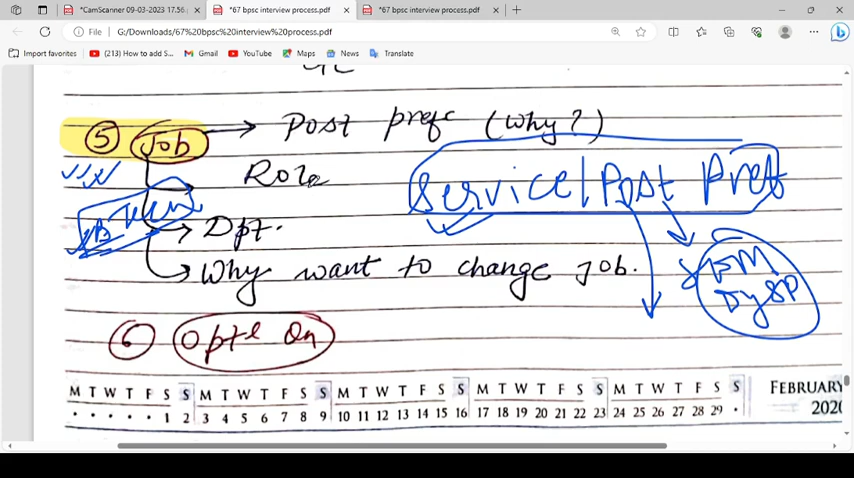 *CamScanner 09-03-2023 17.56.p
*67 bpsc interview process.pdf
*67 bpsc interview process.pdf
File
G:/Downloads/67%20bpsc%20interview%20process.pdf
Import favorites
(213) How to add S...
Gmail
YouTube
Maps
News
Translate
5 Job → Post prefc (Why?)
Role
Service/Post Pref
→ Dpt.
SDM
DySP
→ Why want to change job.
6 Optl Qn
M T W T F S S M T W T F S S M T W T F S S M T W T F S S M T W T F S S FEBRUARY
• • • • • 1 2 3 4 5 6 7 8 9 10 11 12 13 14 15 16 17 18 19 20 21 22 23 24 25 26 27 28 29 • 202